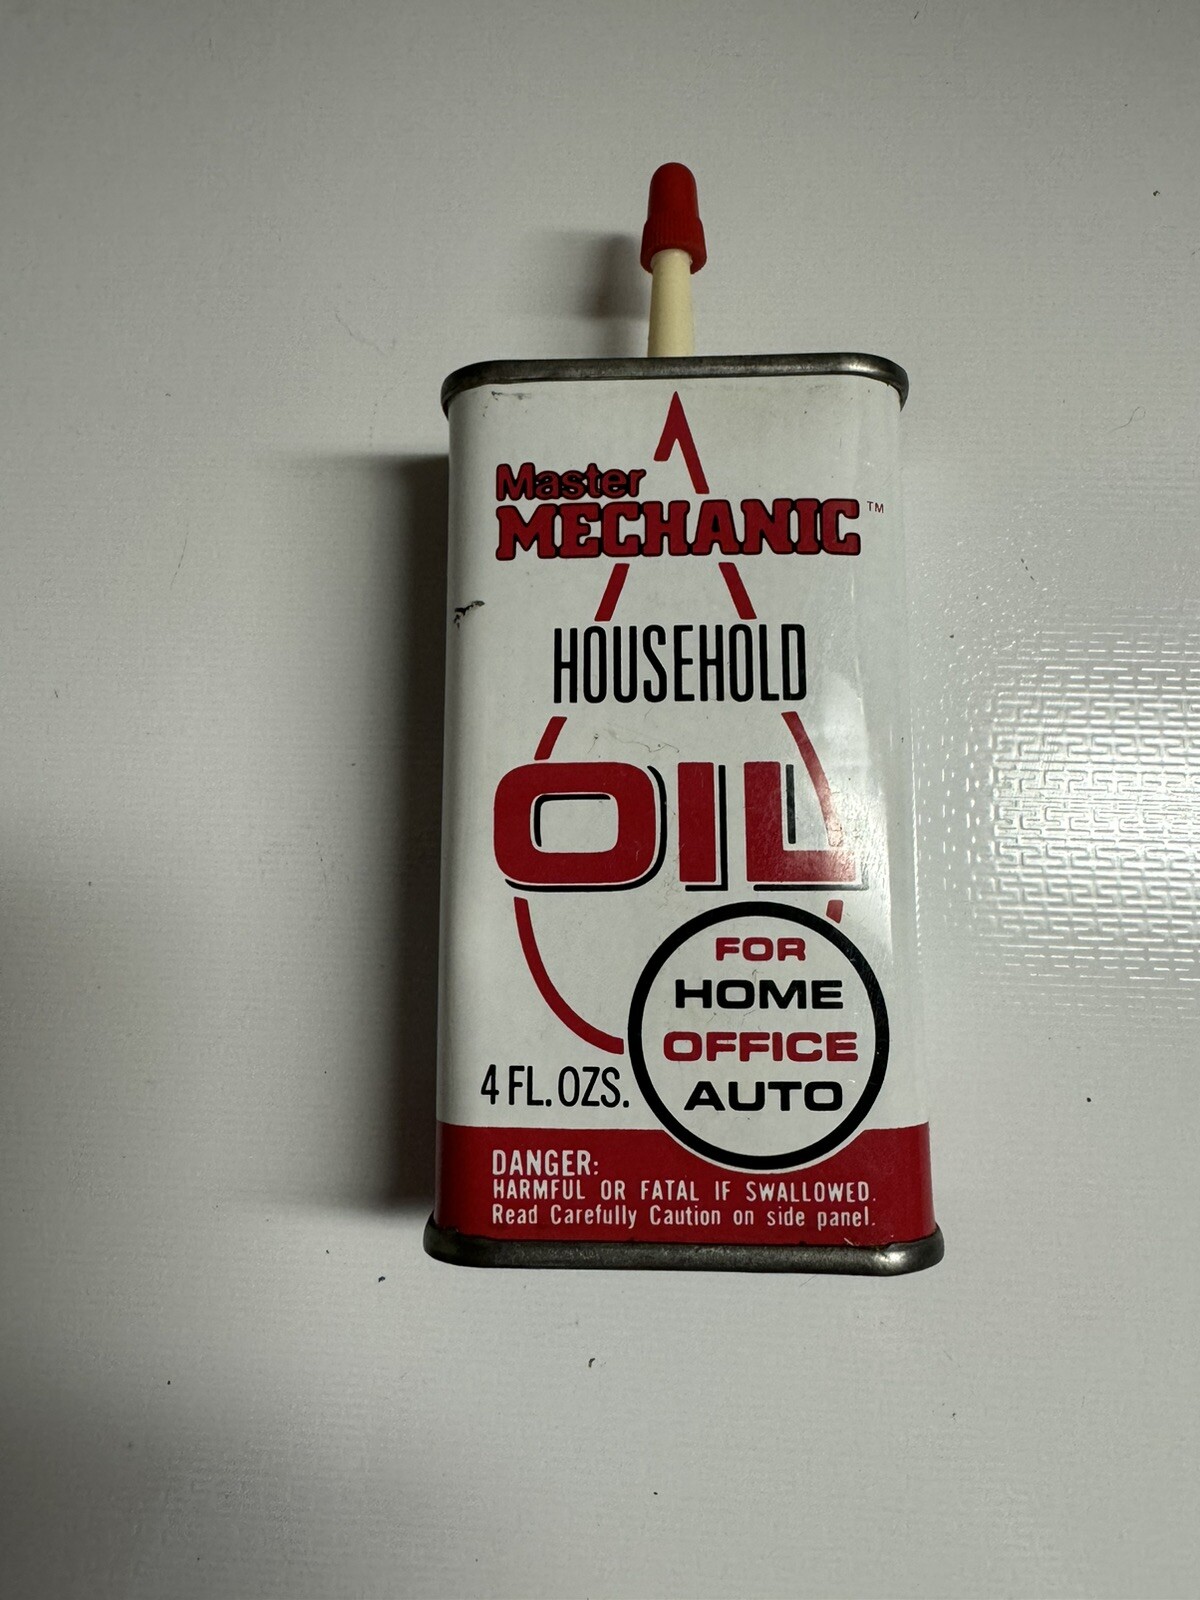 Master
MECHANIC™
HOUSEHOLD
OIL
FOR
HOME
OFFICE
AUTO
4 FL. OZS.
DANGER:
HARMFUL OR FATAL IF SWALLOWED.
Read Carefully Caution on side panel.